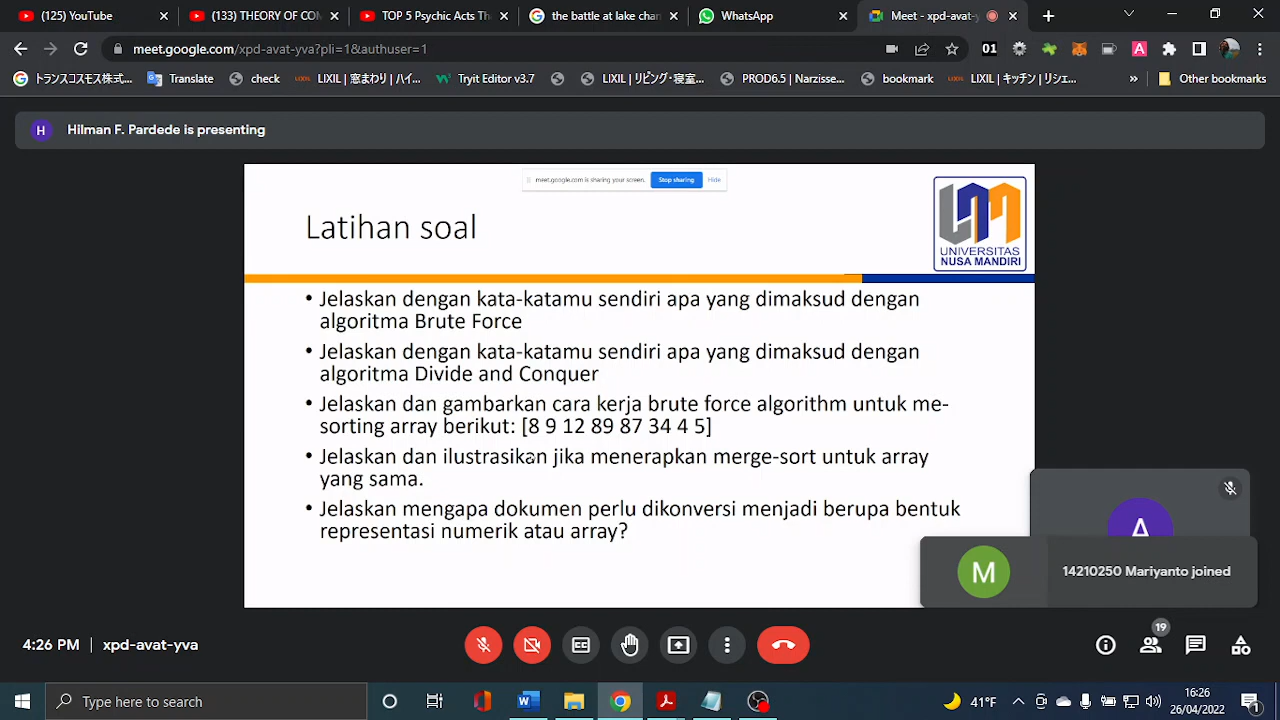 (125) YouTube
(133) THEORY OF CON
TOP 5 Psych Facts Th
the battle at lake chan
WhatsApp
Meet - xpd-avat-y
meet.google.com/xpd-avat-yva?pli=1&authuser=1
01
A
トランスコスモス株式...
Translate
check
LIXIL | 窓まわり / ハイ...
Tryit Editor v3.7
LIXIL | リビング・寝室...
PROD6.5 | Narzisse...
bookmark
LIXIL | キッチン | リシェ...
»
Other bookmarks
H
Hilman F. Pardede is presenting
meet.google.com is sharing your screen.
Stop sharing
Hide
Latihan soal
UNIVERSITAS
NUSA MANDIRI
• Jelaskan dengan kata-katamu sendiri apa yang dimaksud dengan
algoritma Brute Force
• Jelaskan dengan kata-katamu sendiri apa yang dimaksud dengan
algoritma Divide and Conquer
• Jelaskan dan gambarkan cara kerja brute force algorithm untuk me-
sorting array berikut: [8 9 12 89 87 34 4 5]
• Jelaskan dan ilustrasikan jika menerapkan merge-sort untuk array
yang sama.
• Jelaskan mengapa dokumen perlu dikonversi menjadi berupa bentuk
representasi numerik atau array?
A
M
14210250 Mariyanto joined
4:26 PM | xpd-avat-yva
19
Type here to search
41°F
16:26
26/04/2022